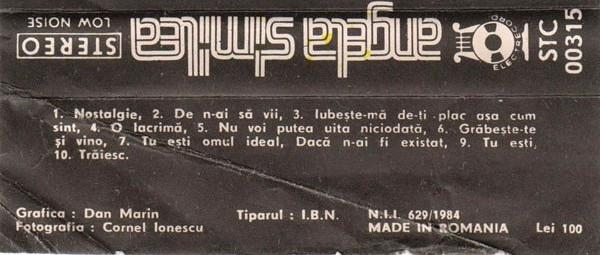 STEREO
LOW NOISE
angela similea
ELECTRECORD
STC
00315
1. Nostalgie, 2. De n-ai să vii, 3. Iubește-mă de-ți plac așa cum
sint, 4. O lacrimă, 5. Nu voi putea uita niciodată, 6. Grăbește-te
și vino, 7. Tu ești omul ideal, Dacă n-ai fi existat, 9. Tu ești,
10. Trăiesc.
Grafica : Dan Marin
Fotografia : Cornel Ionescu
Tiparul : I.B.N.
N.I.I. 629/1984
MADE IN ROMANIA
Lei 100